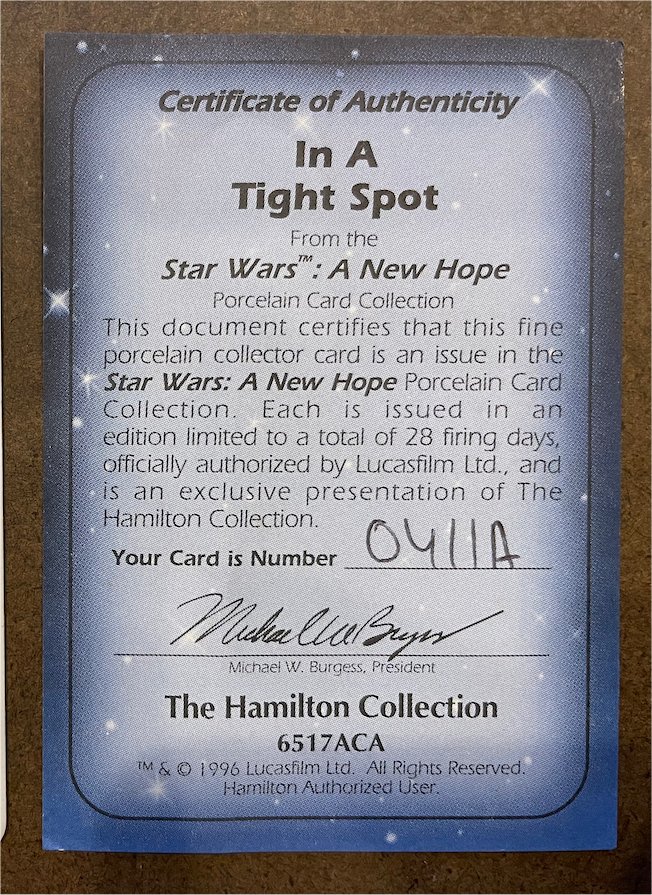 Certificate of Authenticity
In A
Tight Spot
From the
Star Wars™: A New Hope
Porcelain Card Collection
This document certifies that this fine
porcelain collector card is an issue in the
Star Wars: A New Hope Porcelain Card
Collection. Each is issued in an
edition limited to a total of 28 firing days,
officially authorized by Lucasfilm Ltd., and
is an exclusive presentation of The
Hamilton Collection.
Your Card is Number 0411A
Michael W Burgess
Michael W. Burgess, President
The Hamilton Collection
6517ACA
™ & © 1996 Lucasfilm Ltd. All Rights Reserved.
Hamilton Authorized User.